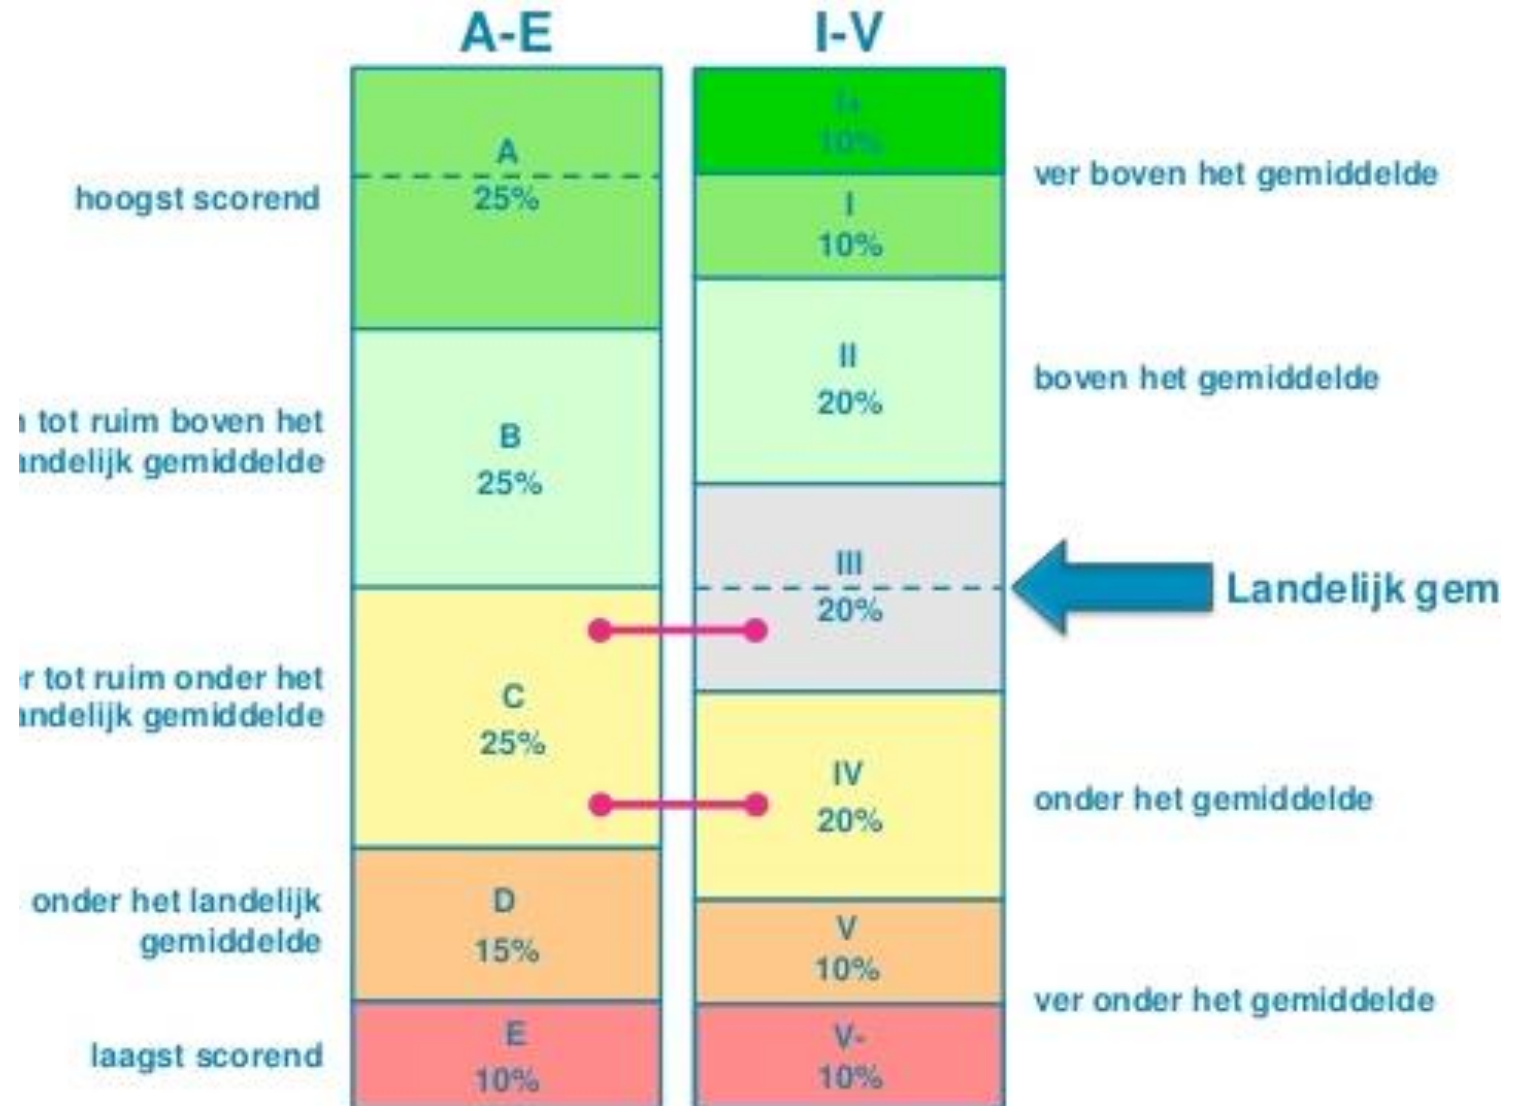 A-E
I-V
hoogst scorend
A
25%
tot ruim boven het
gemiddelde
B
25%
tot ruim onder het
gemiddelde
C
25%
onder het landelijk
gemiddelde
D
15%
laagst scorend
E
10%
I+
10%
I
10%
ver boven het gemiddelde
II
20%
boven het gemiddelde
III
20%
Landelijk gem
IV
20%
onder het gemiddelde
V
10%
V-
10%
ver onder het gemiddelde